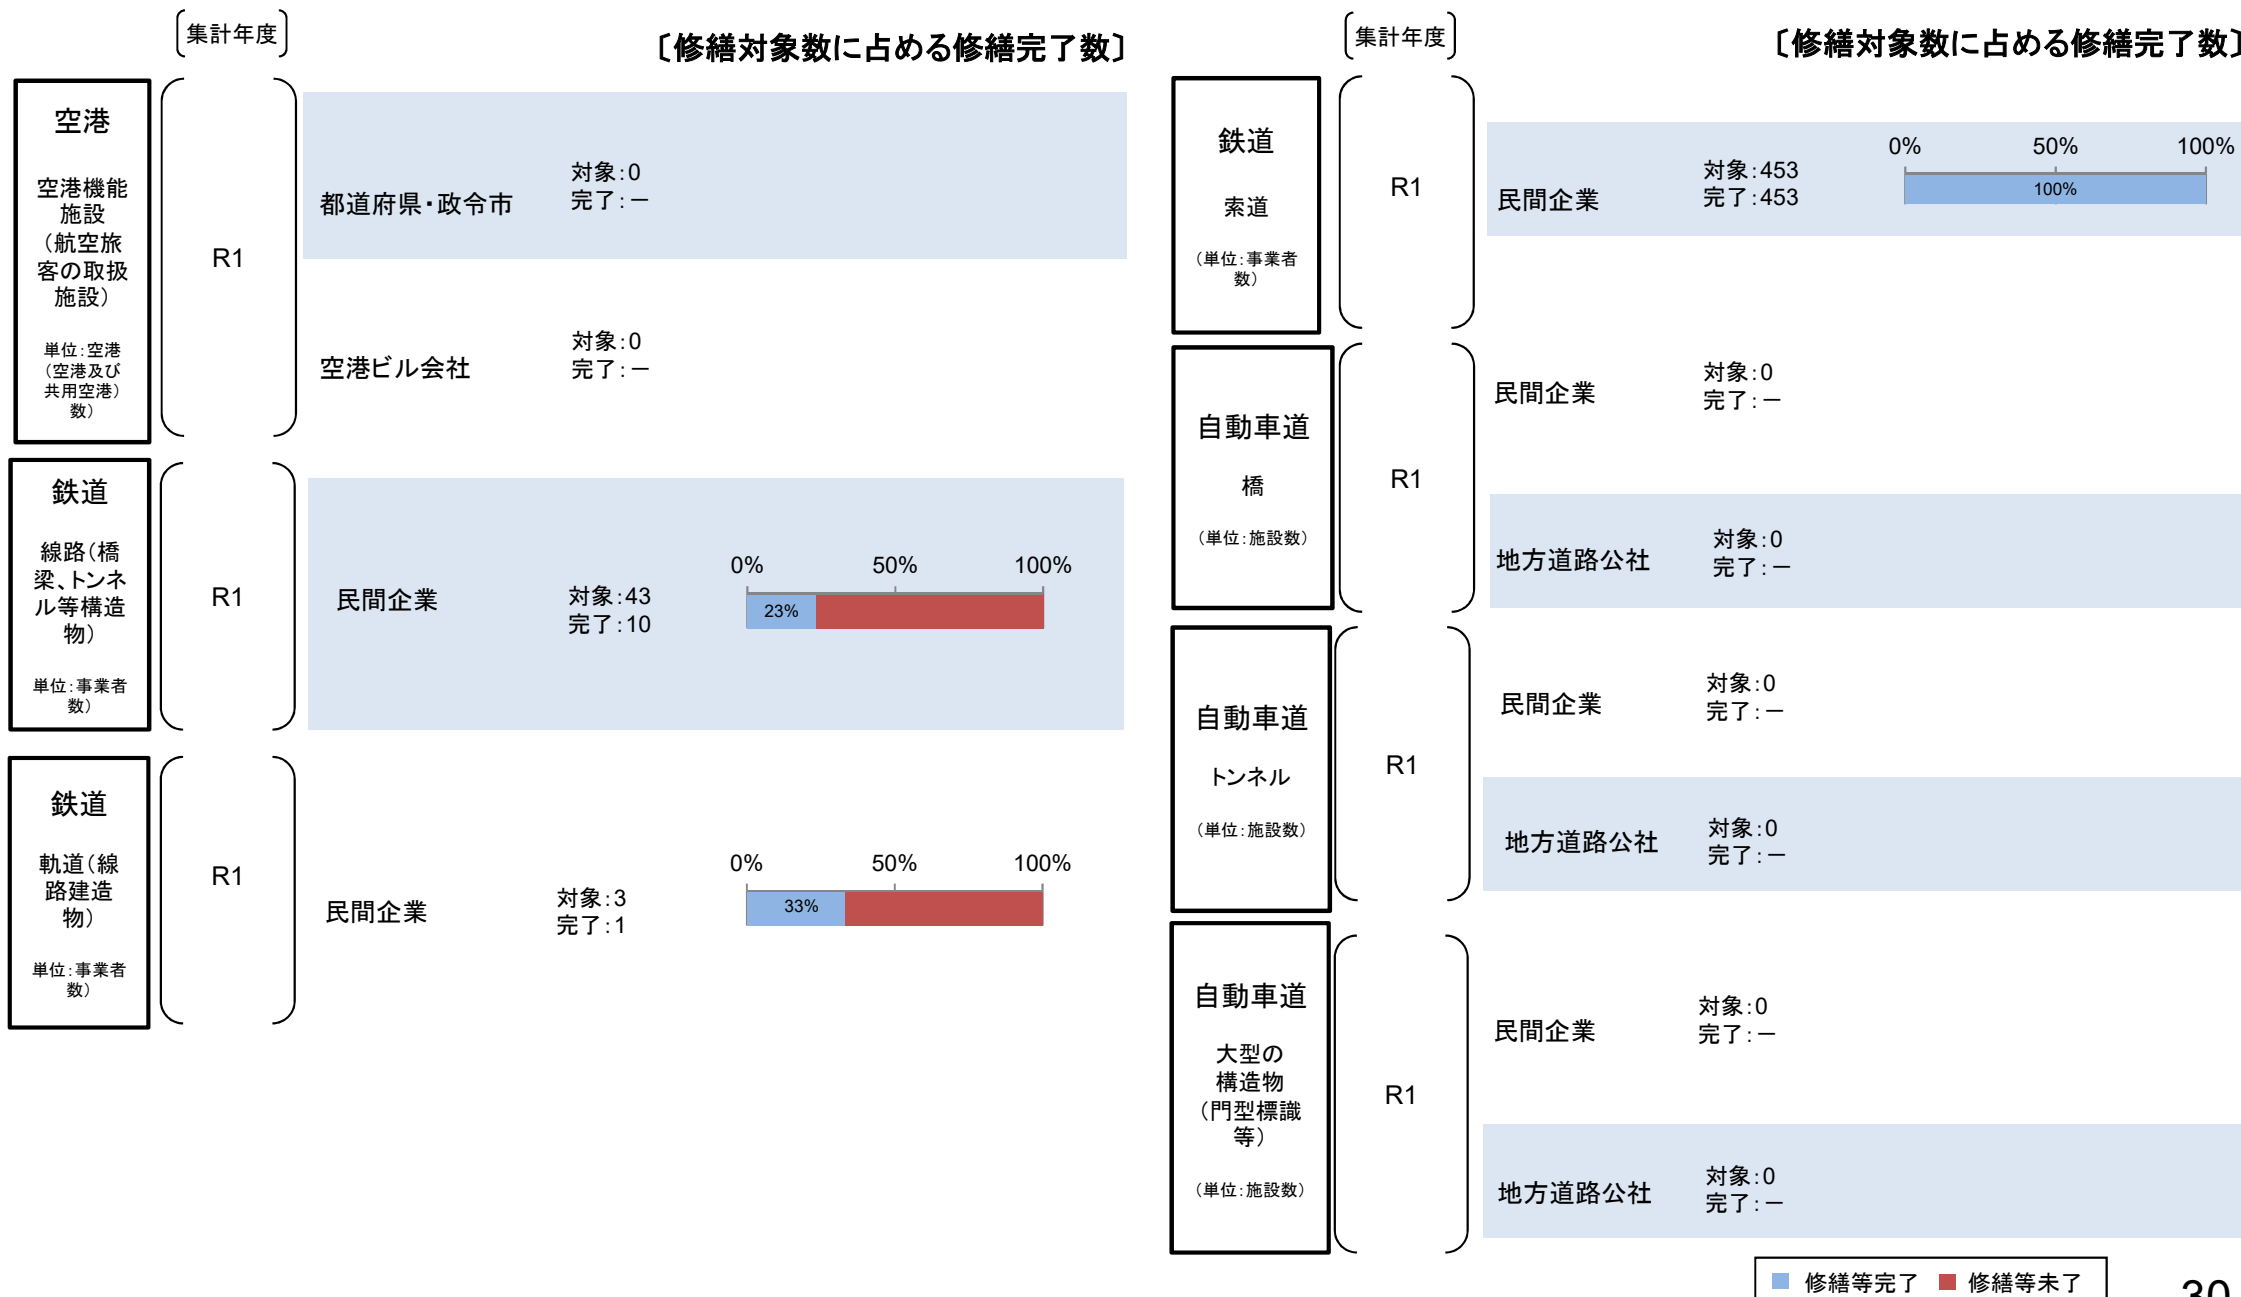 集計年度
〔修繕対象数に占める修繕完了数〕
空港
空港機能
施設
（航空旅
客の取扱
施設）
単位：空港
（空港及び
共用空港）
数）
R1
都道府県・政令市
対象：0
完了：－
空港ビル会社
対象：0
完了：－
鉄道
線路（橋
梁、トンネ
ル等構造
物）
単位：事業者
数）
R1
民間企業
対象：43
完了：10
0% 50% 100%
23%
鉄道
軌道（線
路建造
物）
単位：事業者
数）
R1
民間企業
対象：3
完了：1
0% 50% 100%
33%
集計年度
〔修繕対象数に占める修繕完了数〕
鉄道
索道
（単位：事業者
数）
R1
民間企業
対象：453
完了：453
0% 50% 100%
100%
自動車道
橋
（単位：施設数）
R1
民間企業
対象：0
完了：－
地方道路公社
対象：0
完了：－
自動車道
トンネル
（単位：施設数）
R1
民間企業
対象：0
完了：－
地方道路公社
対象：0
完了：－
自動車道
大型の
構造物
（門型標識
等）
（単位：施設数）
R1
民間企業
対象：0
完了：－
地方道路公社
対象：0
完了：－
修繕等完了 修繕等未了
30